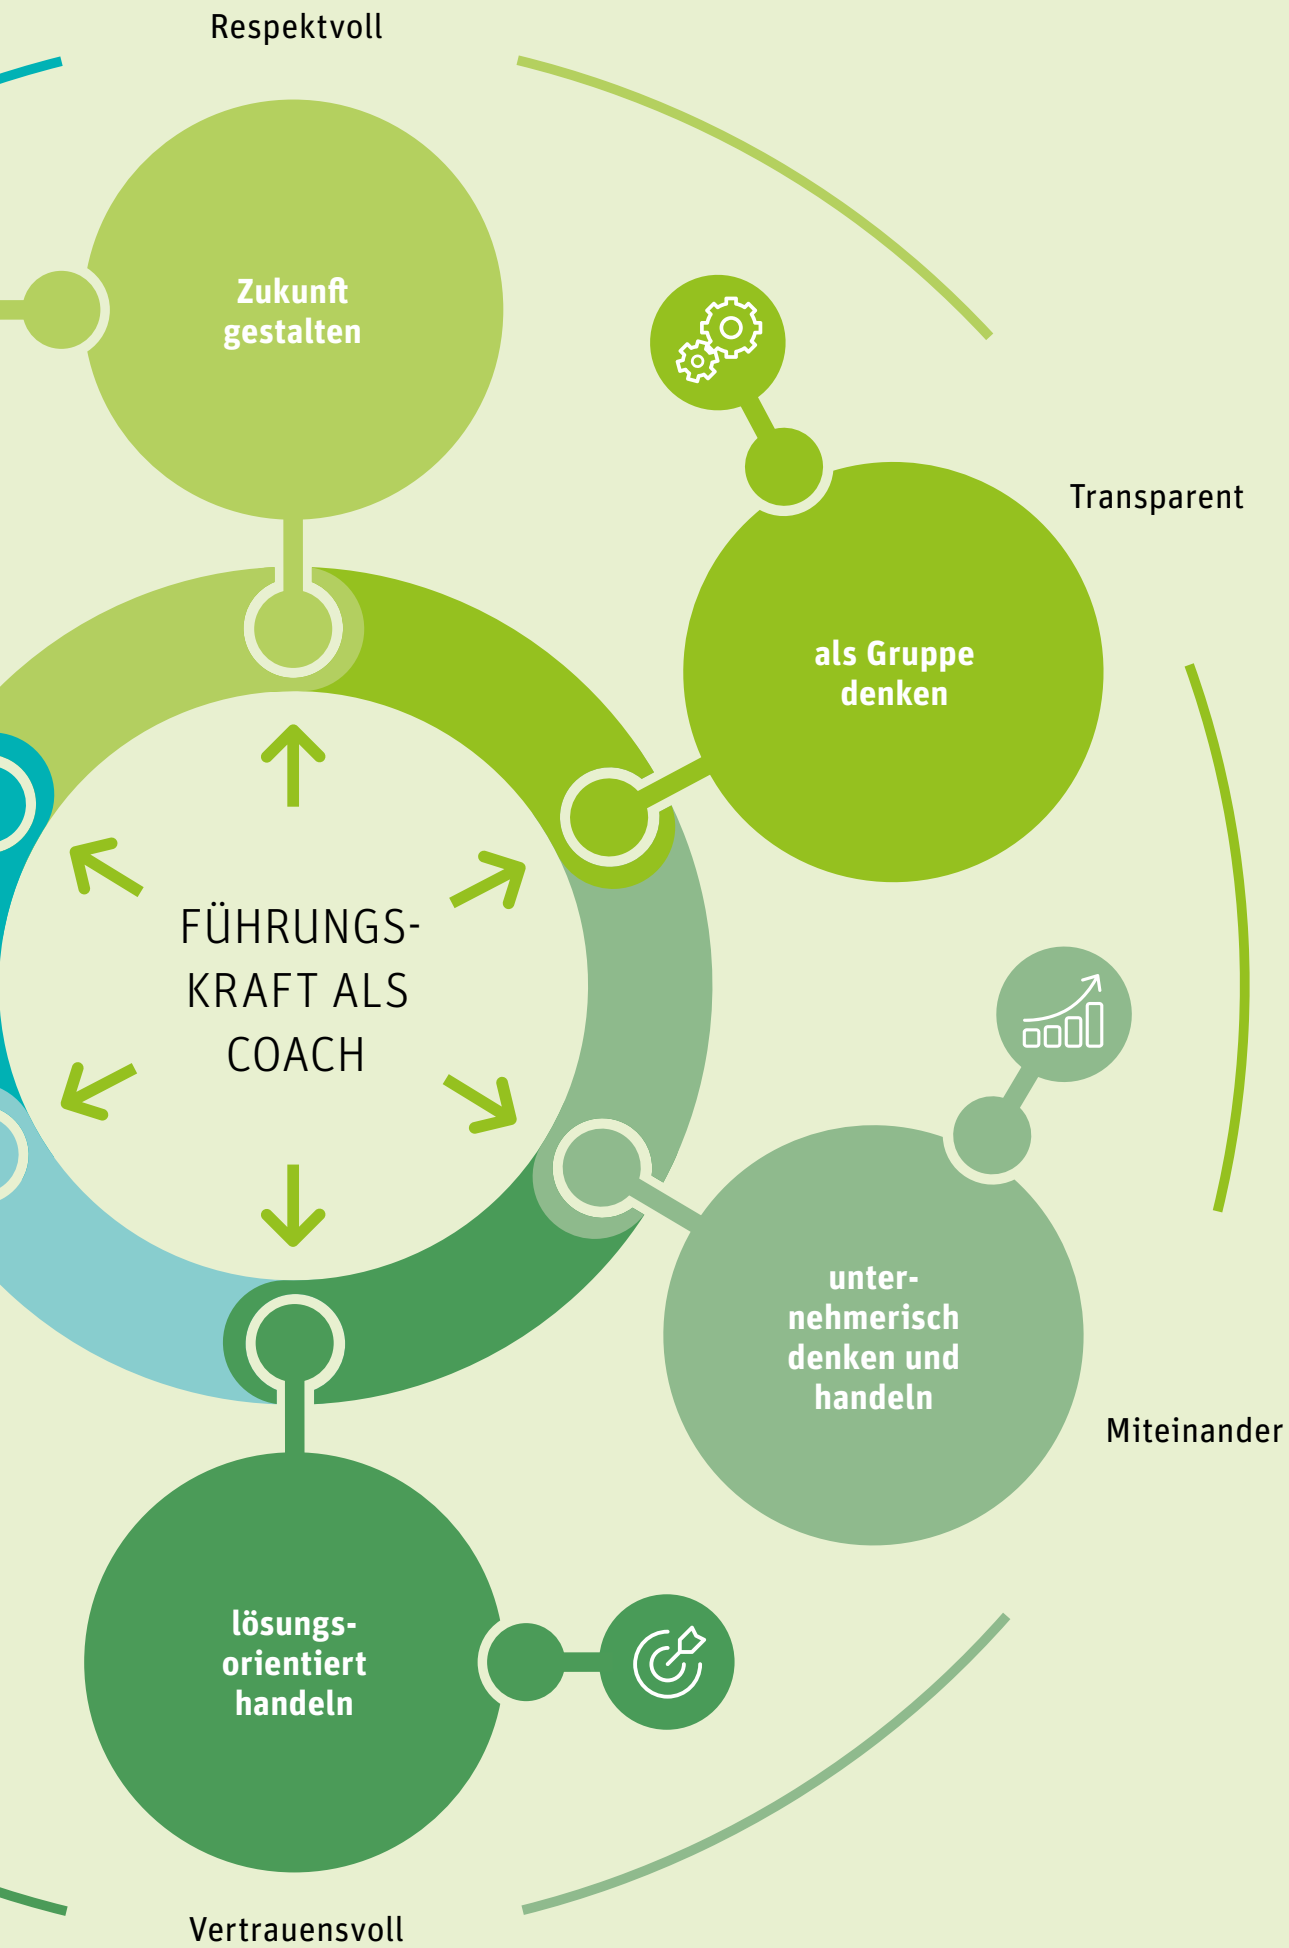 Respektvoll
Zukunft
gestalten
Transparent
als Gruppe
denken
FÜHRUNGS-
KRAFT ALS
COACH
unter-
nehmerisch
denken und
handeln
Miteinander
lösungs-
orientiert
handeln
Vertrauensvoll